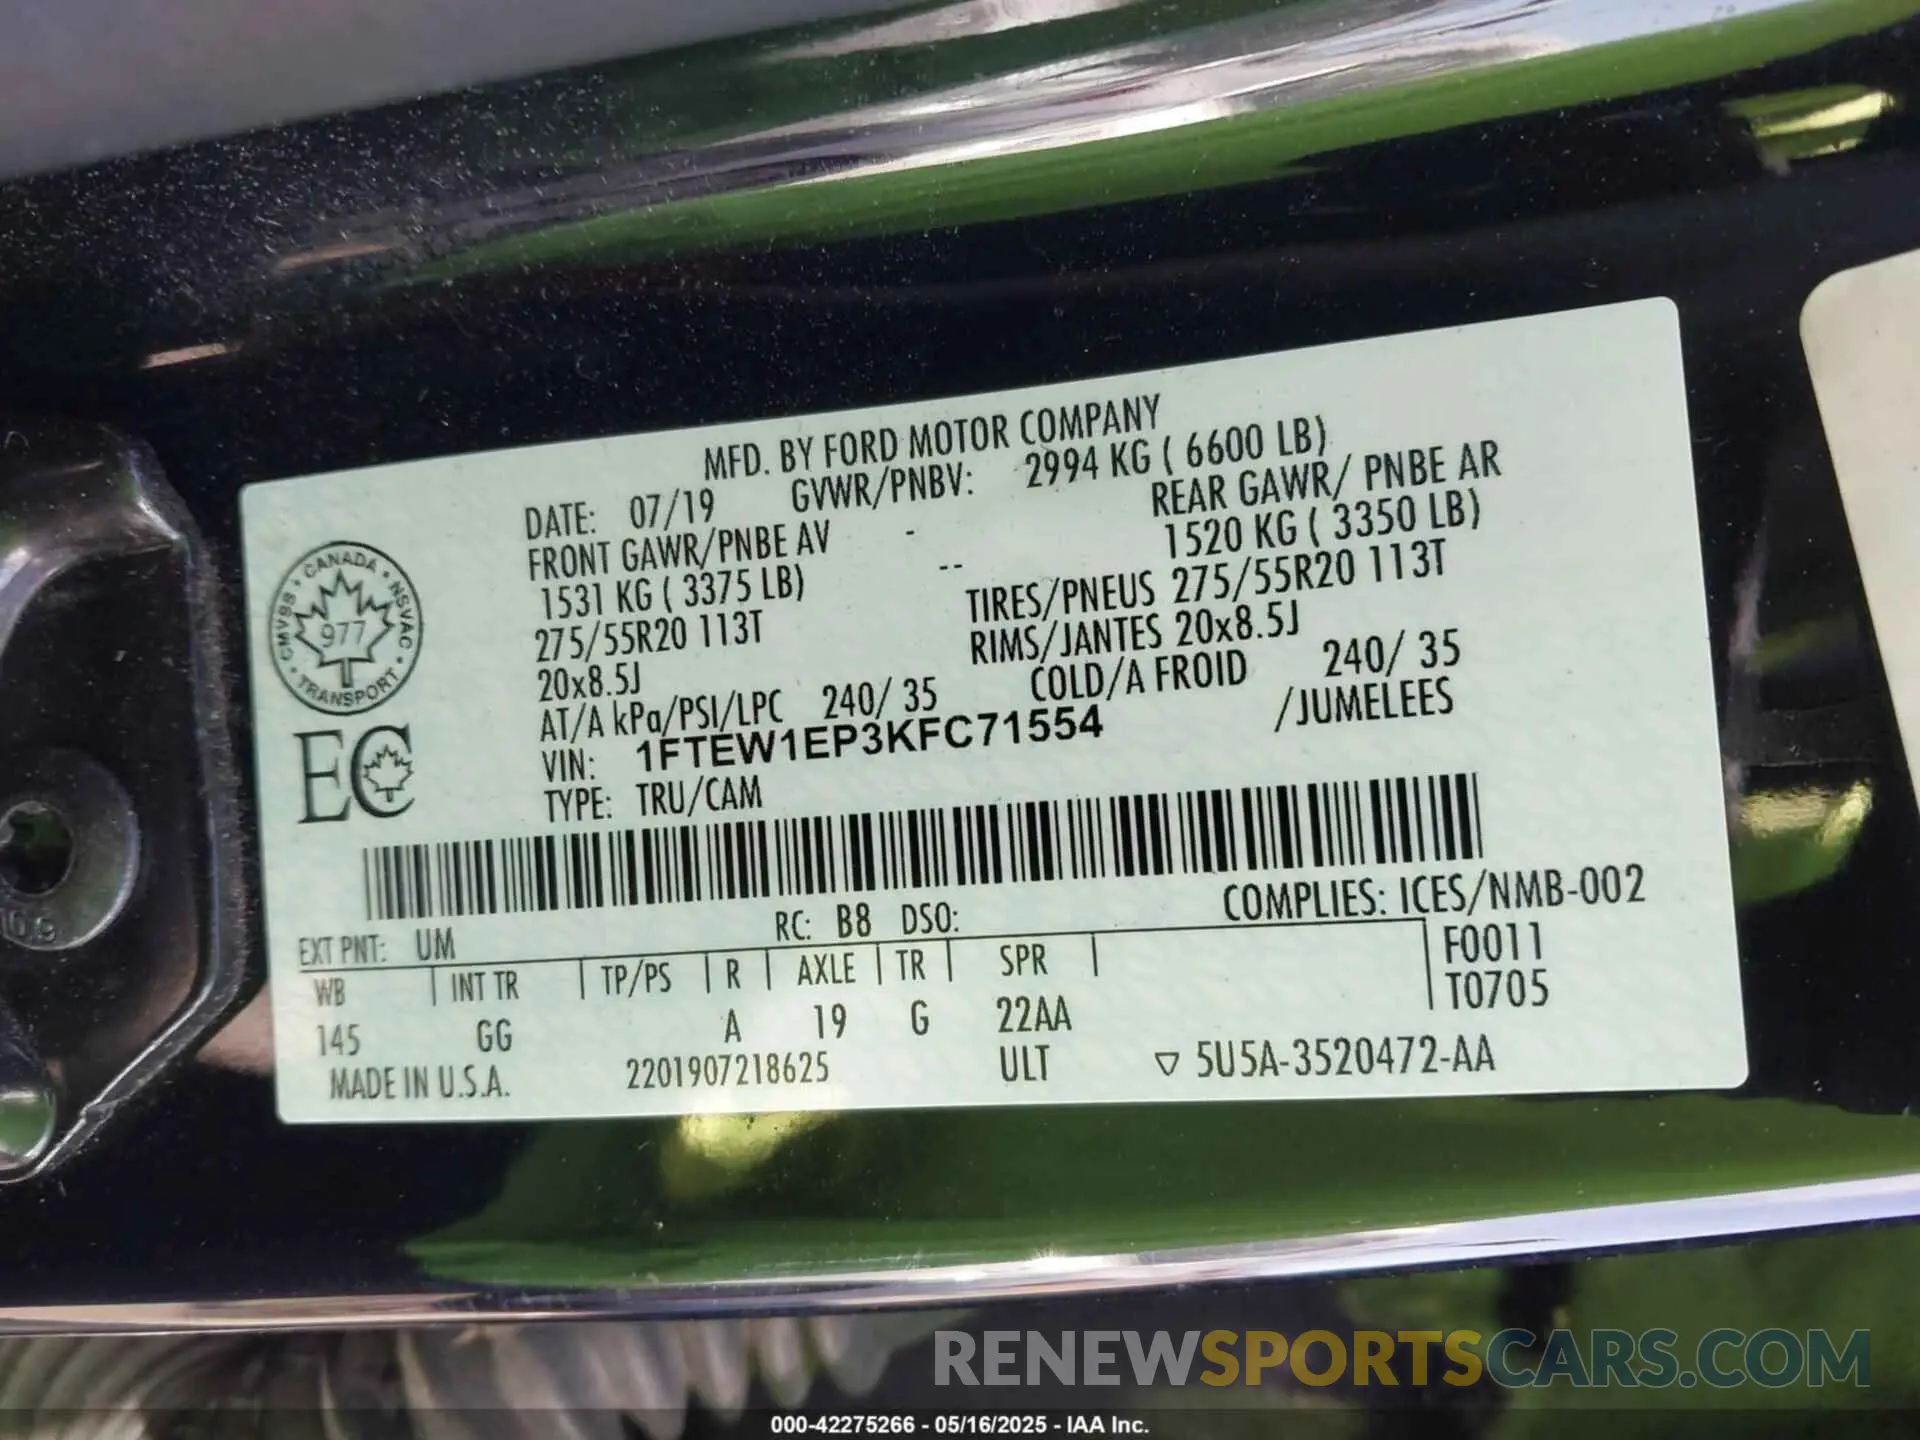 MFD. BY FORD MOTOR COMPANY
DATE: 07/19 GVWR/PNBV: 2994 KG ( 6600 LB)
FRONT GAWR/PNBE AV - REAR GAWR/ PNBE AR
1531 KG ( 3375 LB) -- 1520 KG ( 3350 LB)
275/55R20 113T TIRES/PNEUS 275/55R20 113T
20x8.5J RIMS/JANTES 20x8.5J
AT/A kPa/PSI/LPC 240/ 35 COLD/A FROID 240/ 35
VIN: 1FTEW1EP3KFC71554 /JUMELEES
TYPE: TRU/CAM
CANADA • NSVAC • TRANSPORT • CMVSS •
977
EC
COMPLIES: ICES/NMB-002
EXT PNT: UM RC: B8 DSO:
WB INT TR TP/PS R AXLE TR SPR F0011
145 GG A 19 G 22AA T0705
MADE IN U.S.A. 2201907218625 ULT ▽ 5U5A-3520472-AA
10.9
RENEWSPORTSCARS.COM
000-42275266 - 05/16/2025 - IAA Inc.